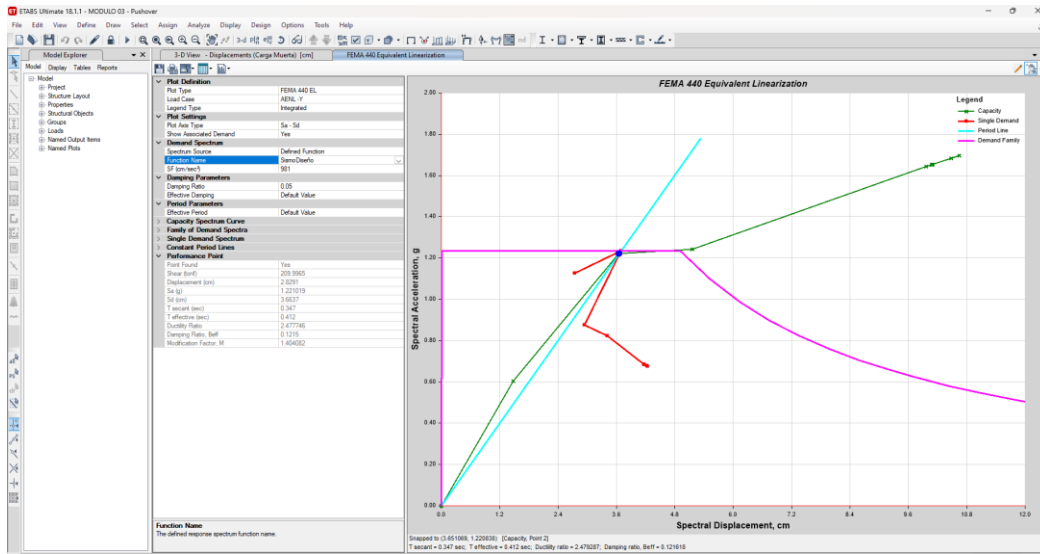 ETABS Ultimate 18.1.1 - MODULO 03 - Pushover
File Edit View Define Draw Select Assign Analyze Display Design Options Tools Help
Model Explorer
3-D View - Displacements (Carga Muerta) [cm]
FEMA 440 Equivalent Linearization
Model Display Tables Reports
Model
Project
Structure Layout
Properties
Structural Objects
Groups
Loads
Named Output Items
Named Plots
Plot Definition
Plot Type FEMA 440 EL
Load Case AENL -Y
Legend Type Integrated
Plot Settings
Plot Axis Type Sa - Sd
Show Associated Demand Yes
Demand Spectrum
Spectrum Source Defined Function
Function Name SismoDiseño
SF (cm/sec²) 981
Damping Parameters
Damping Ratio 0.05
Effective Damping Default Value
Period Parameters
Effective Period Default Value
Capacity Spectrum Curve
Family of Demand Spectra
Single Demand Spectrum
Constant Period Lines
Performance Point
Point Found Yes
Shear (tonf) 209.9965
Displacement (cm) 2.8281
Sa (g) 1.221019
Sd (cm) 3.6637
T secant (sec) 0.347
T effective (sec) 0.412
Ductility Ratio 2.477746
Damping Ratio, Beff 0.1215
Modification Factor, M 1.404082
Function Name
The defined response spectrum function name.
FEMA 440 Equivalent Linearization
Legend
Capacity
Single Demand
Period Line
Demand Family
Spectral Acceleration, g
2.00
1.80
1.60
1.40
1.20
1.00
0.80
0.60
0.40
0.20
0.00
0.0 1.2 2.4 3.6 4.8 6.0 7.2 8.4 9.6 10.8 12.0
Spectral Displacement, cm
Snapped to (3.651069, 1.220838) [Capacity, Point 2]
T secant = 0.347 sec; T effective = 0.412 sec; Ductility ratio = 2.479287; Damping ratio, Beff = 0.121618